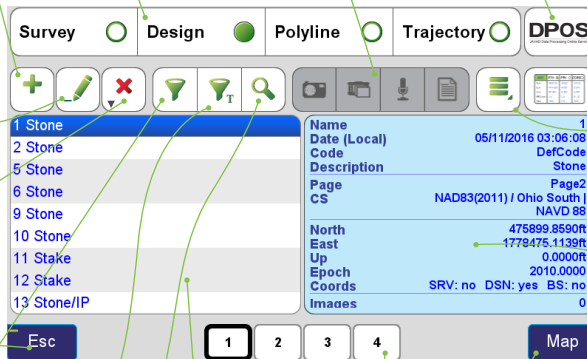 Survey Design Polyline Trajectory DPOS
T
1 Stone
2 Stone
5 Stone
6 Stone
9 Stone
10 Stone
11 Stake
12 Stake
13 Stone/IP
Name 1
Date (Local) 05/11/2016 03:06:08
Code DefCode
Description Stone
Page Page2
CS NAD83(2011) / Ohio South |
NAVD 88
North 475899.8590ft
East 1778475.1139ft
Up 0.0000ft
Epoch 2010.0000
Coords SRV: no DSN: yes BS: no
Images 0
Esc 1 2 3 4 Map